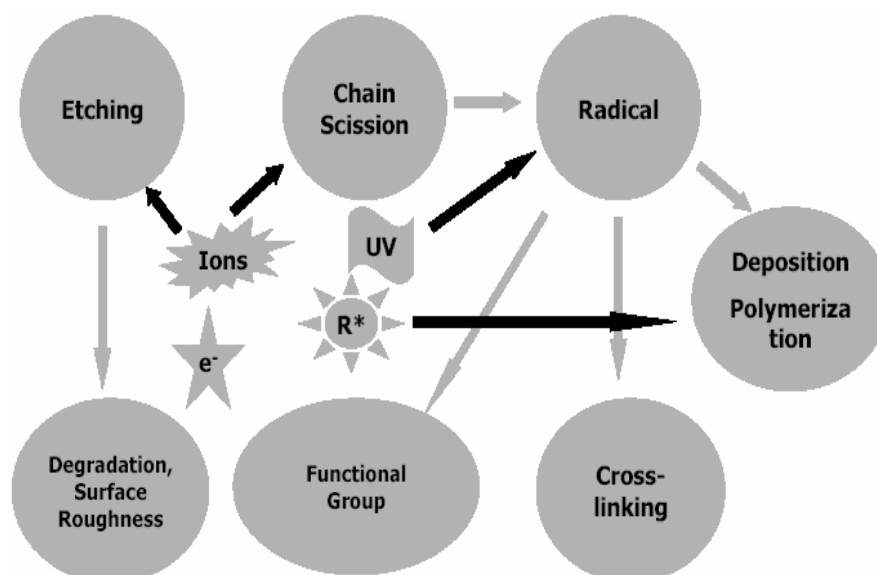 Etching
Chain
Scission
Radical
Ions
UV
Deposition
Polymeriza
tion
R*
e-
Degradation,
Surface
Roughness
Functional
Group
Cross-
linking